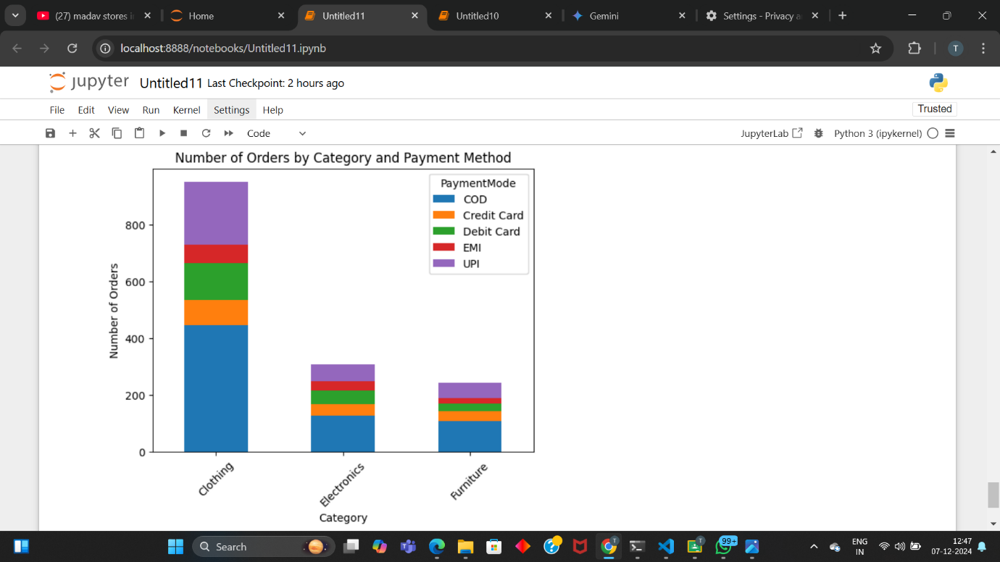 (27) madav stores i
Home
Untitled11
Untitled10
Gemini
Settings - Privacy a
localhost:8888/notebooks/Untitled11.ipynb
T
jupyter Untitled11 Last Checkpoint: 2 hours ago
File Edit View Run Kernel Settings Help
Trusted
Code
JupyterLab
Python 3 (ipykernel)
Number of Orders by Category and Payment Method
PaymentMode
COD
Credit Card
Debit Card
EMI
UPI
800
600
400
200
0
Number of Orders
Clothing
Electronics
Furniture
Category
Search
T
T
99+
ENG
IN
12:47
07-12-2024